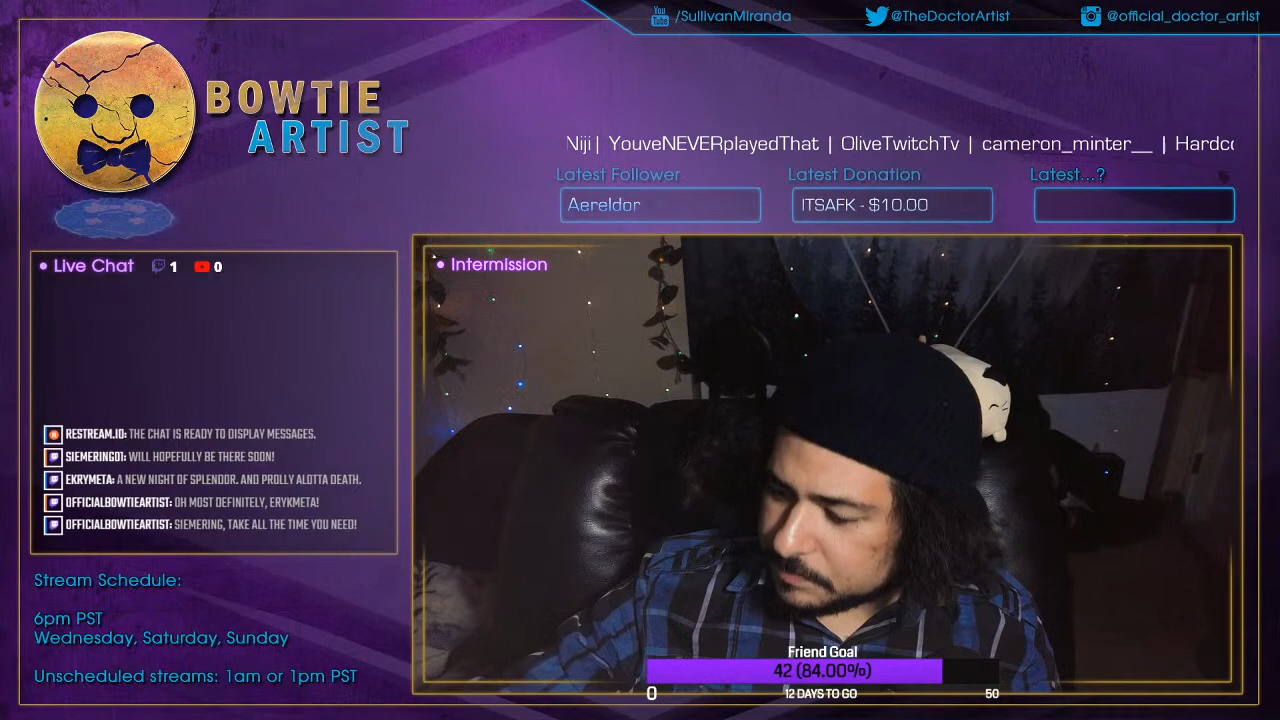 You Tube /SullivanMiranda
@TheDoctorArtist
@official_doctor_artist
BOWTIE
ARTIST
Niji| YouveNEVERplayedThat | OliveTwitchTv | cameron_minter__ |
Latest Follower
Latest Donation
Latest...?
Aereldor
ITSAFK - $10.00
• Live Chat
1
0
• Intermission
RESTREAM.IO: THE CHAT IS READY TO DISPLAY MESSAGES.
SIEMERING01: WILL HOPEFULLY BE THERE SOON!
EKRYMETA: A NEW NIGHT OF SPLENDOR. AND PROLLY ALOTTA DEATH.
OFFICIALBOWTIEARTIST: OH MOST DEFINITELY, ERYKMETA!
OFFICIALBOWTIEARTIST: SIEMERING, TAKE ALL THE TIME YOU NEED!
Stream Schedule:
6pm PST
Wednesday, Saturday, Sunday
Unscheduled streams: 1am or 1pm PST
Friend Goal
42 (84.00%)
0
12 DAYS TO GO
50